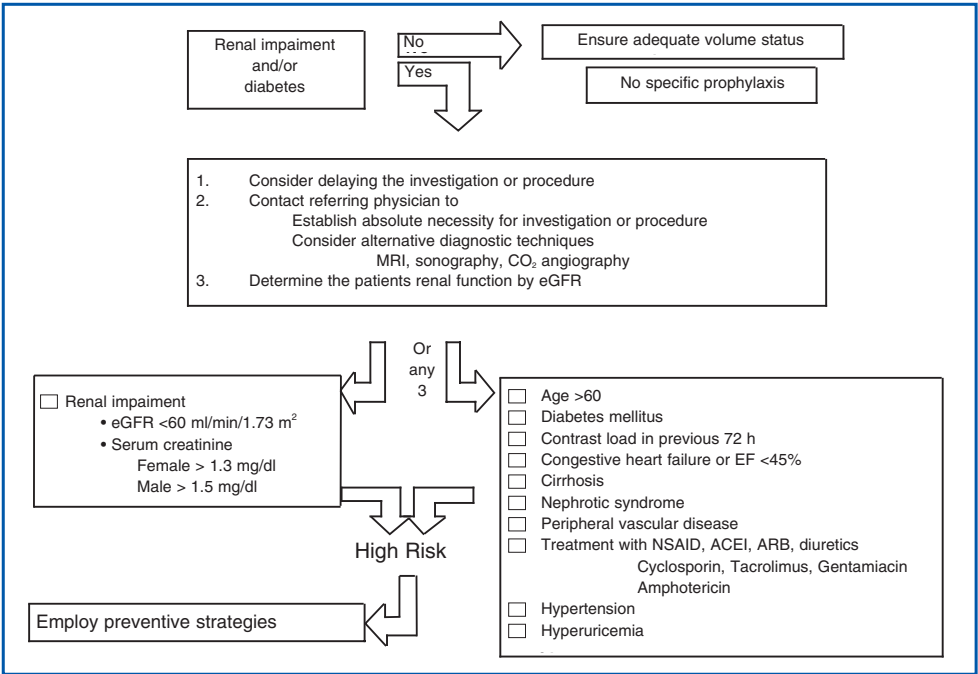 Renal impairment
and/or
diabetes
No
Yes
Ensure adequate volume status
No specific prophylaxis
1. Consider delaying the investigation or procedure
2. Contact referring physician to
Establish absolute necessity for investigation or procedure
Consider alternative diagnostic techniques
MRI, sonography, CO₂ angiography
3. Determine the patients renal function by eGFR
Or
any
3
Renal impairment
• eGFR <60 ml/min/1.73 m²
• Serum creatinine
Female > 1.3 mg/dl
Male > 1.5 mg/dl
Age >60
Diabetes mellitus
Contrast load in previous 72 h
Congestive heart failure or EF <45%
Cirrhosis
Nephrotic syndrome
Peripheral vascular disease
Treatment with NSAID, ACEI, ARB, diuretics
Cyclosporin, Tacrolimus, Gentamiacin
Amphotericin
Hypertension
Hyperuricemia
High Risk
Employ preventive strategies